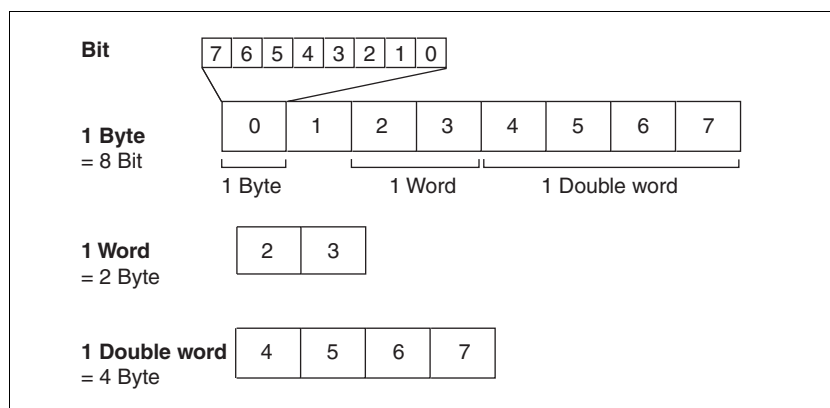 Bit
7 6 5 4 3 2 1 0
0 1 2 3 4 5 6 7
1 Byte
= 8 Bit
1 Byte 1 Word 1 Double word
1 Word
= 2 Byte
2 3
1 Double word
= 4 Byte
4 5 6 7